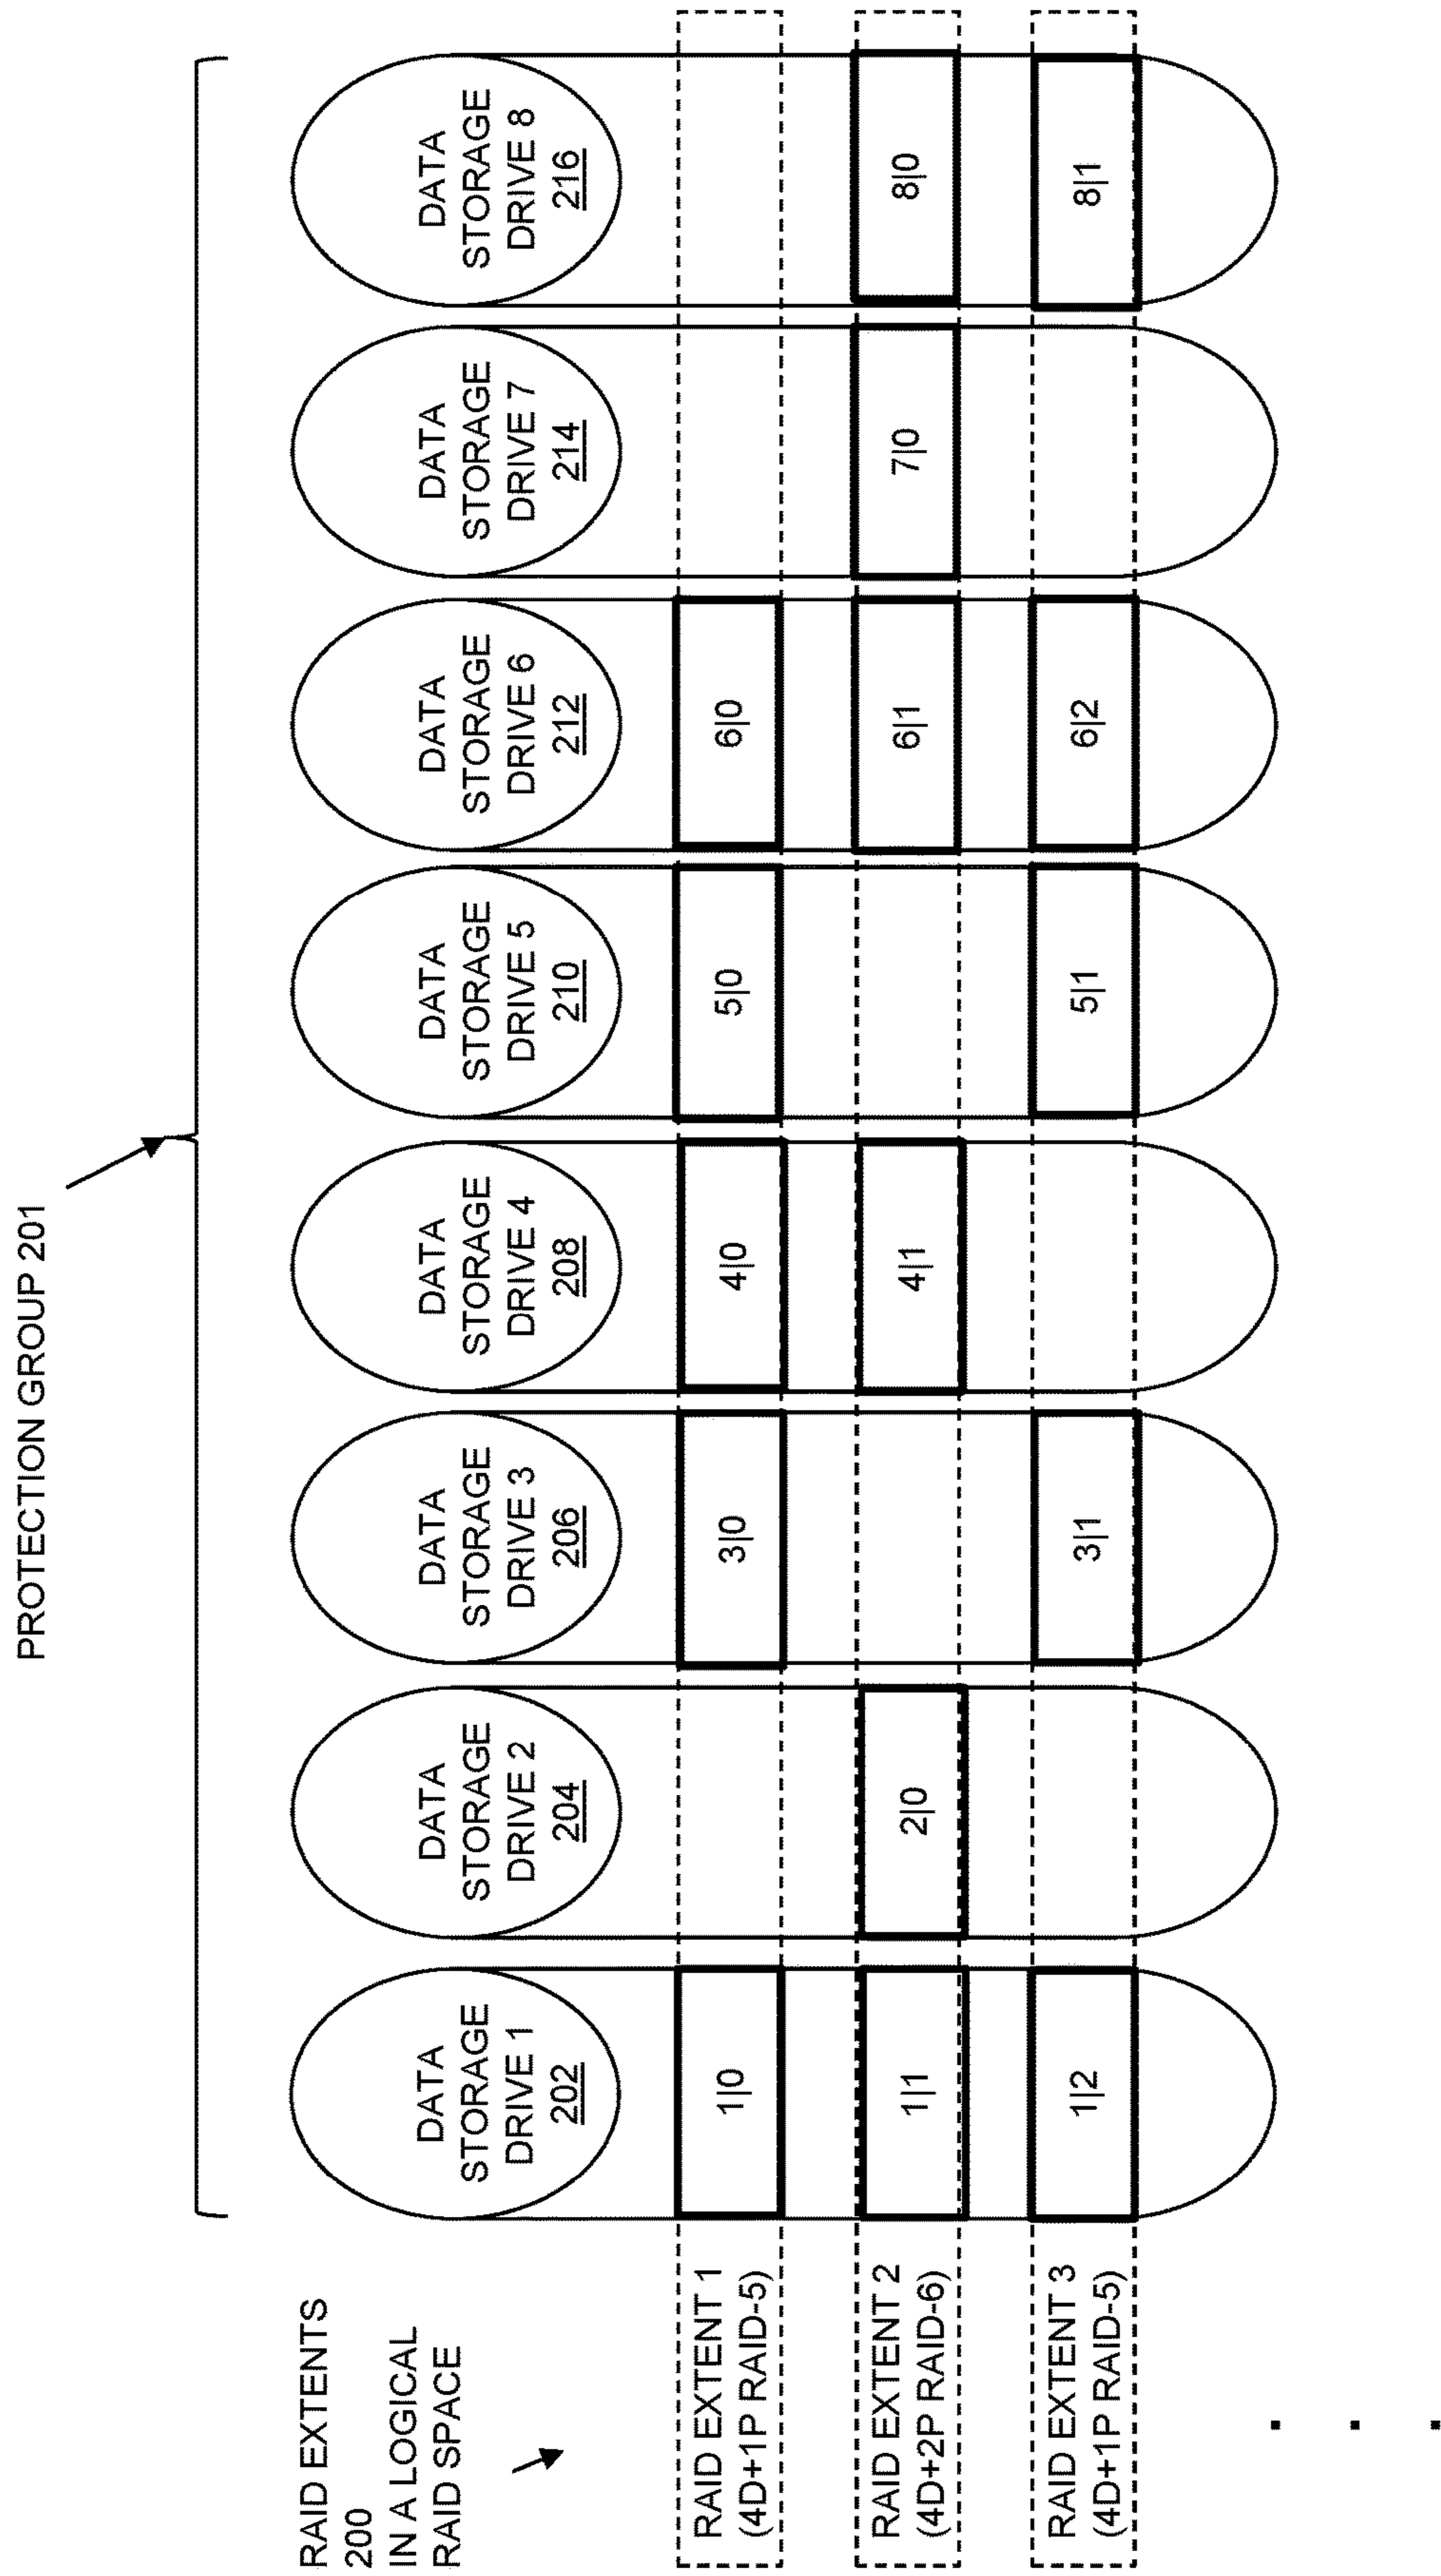 PROTECTION GROUP 201
RAID EXTENTS
200
IN A LOGICAL
RAID SPACE
DATA
STORAGE
DRIVE 1
202
DATA
STORAGE
DRIVE 2
204
DATA
STORAGE
DRIVE 3
206
DATA
STORAGE
DRIVE 4
208
DATA
STORAGE
DRIVE 5
210
DATA
STORAGE
DRIVE 6
212
DATA
STORAGE
DRIVE 7
214
DATA
STORAGE
DRIVE 8
216
RAID EXTENT 1
(4D+1P RAID-5)
1|0
3|0
4|0
5|0
6|0
RAID EXTENT 2
(4D+2P RAID-6)
1|1
2|0
4|1
6|1
7|0
8|0
RAID EXTENT 3
(4D+1P RAID-5)
1|2
3|1
5|1
6|2
8|1